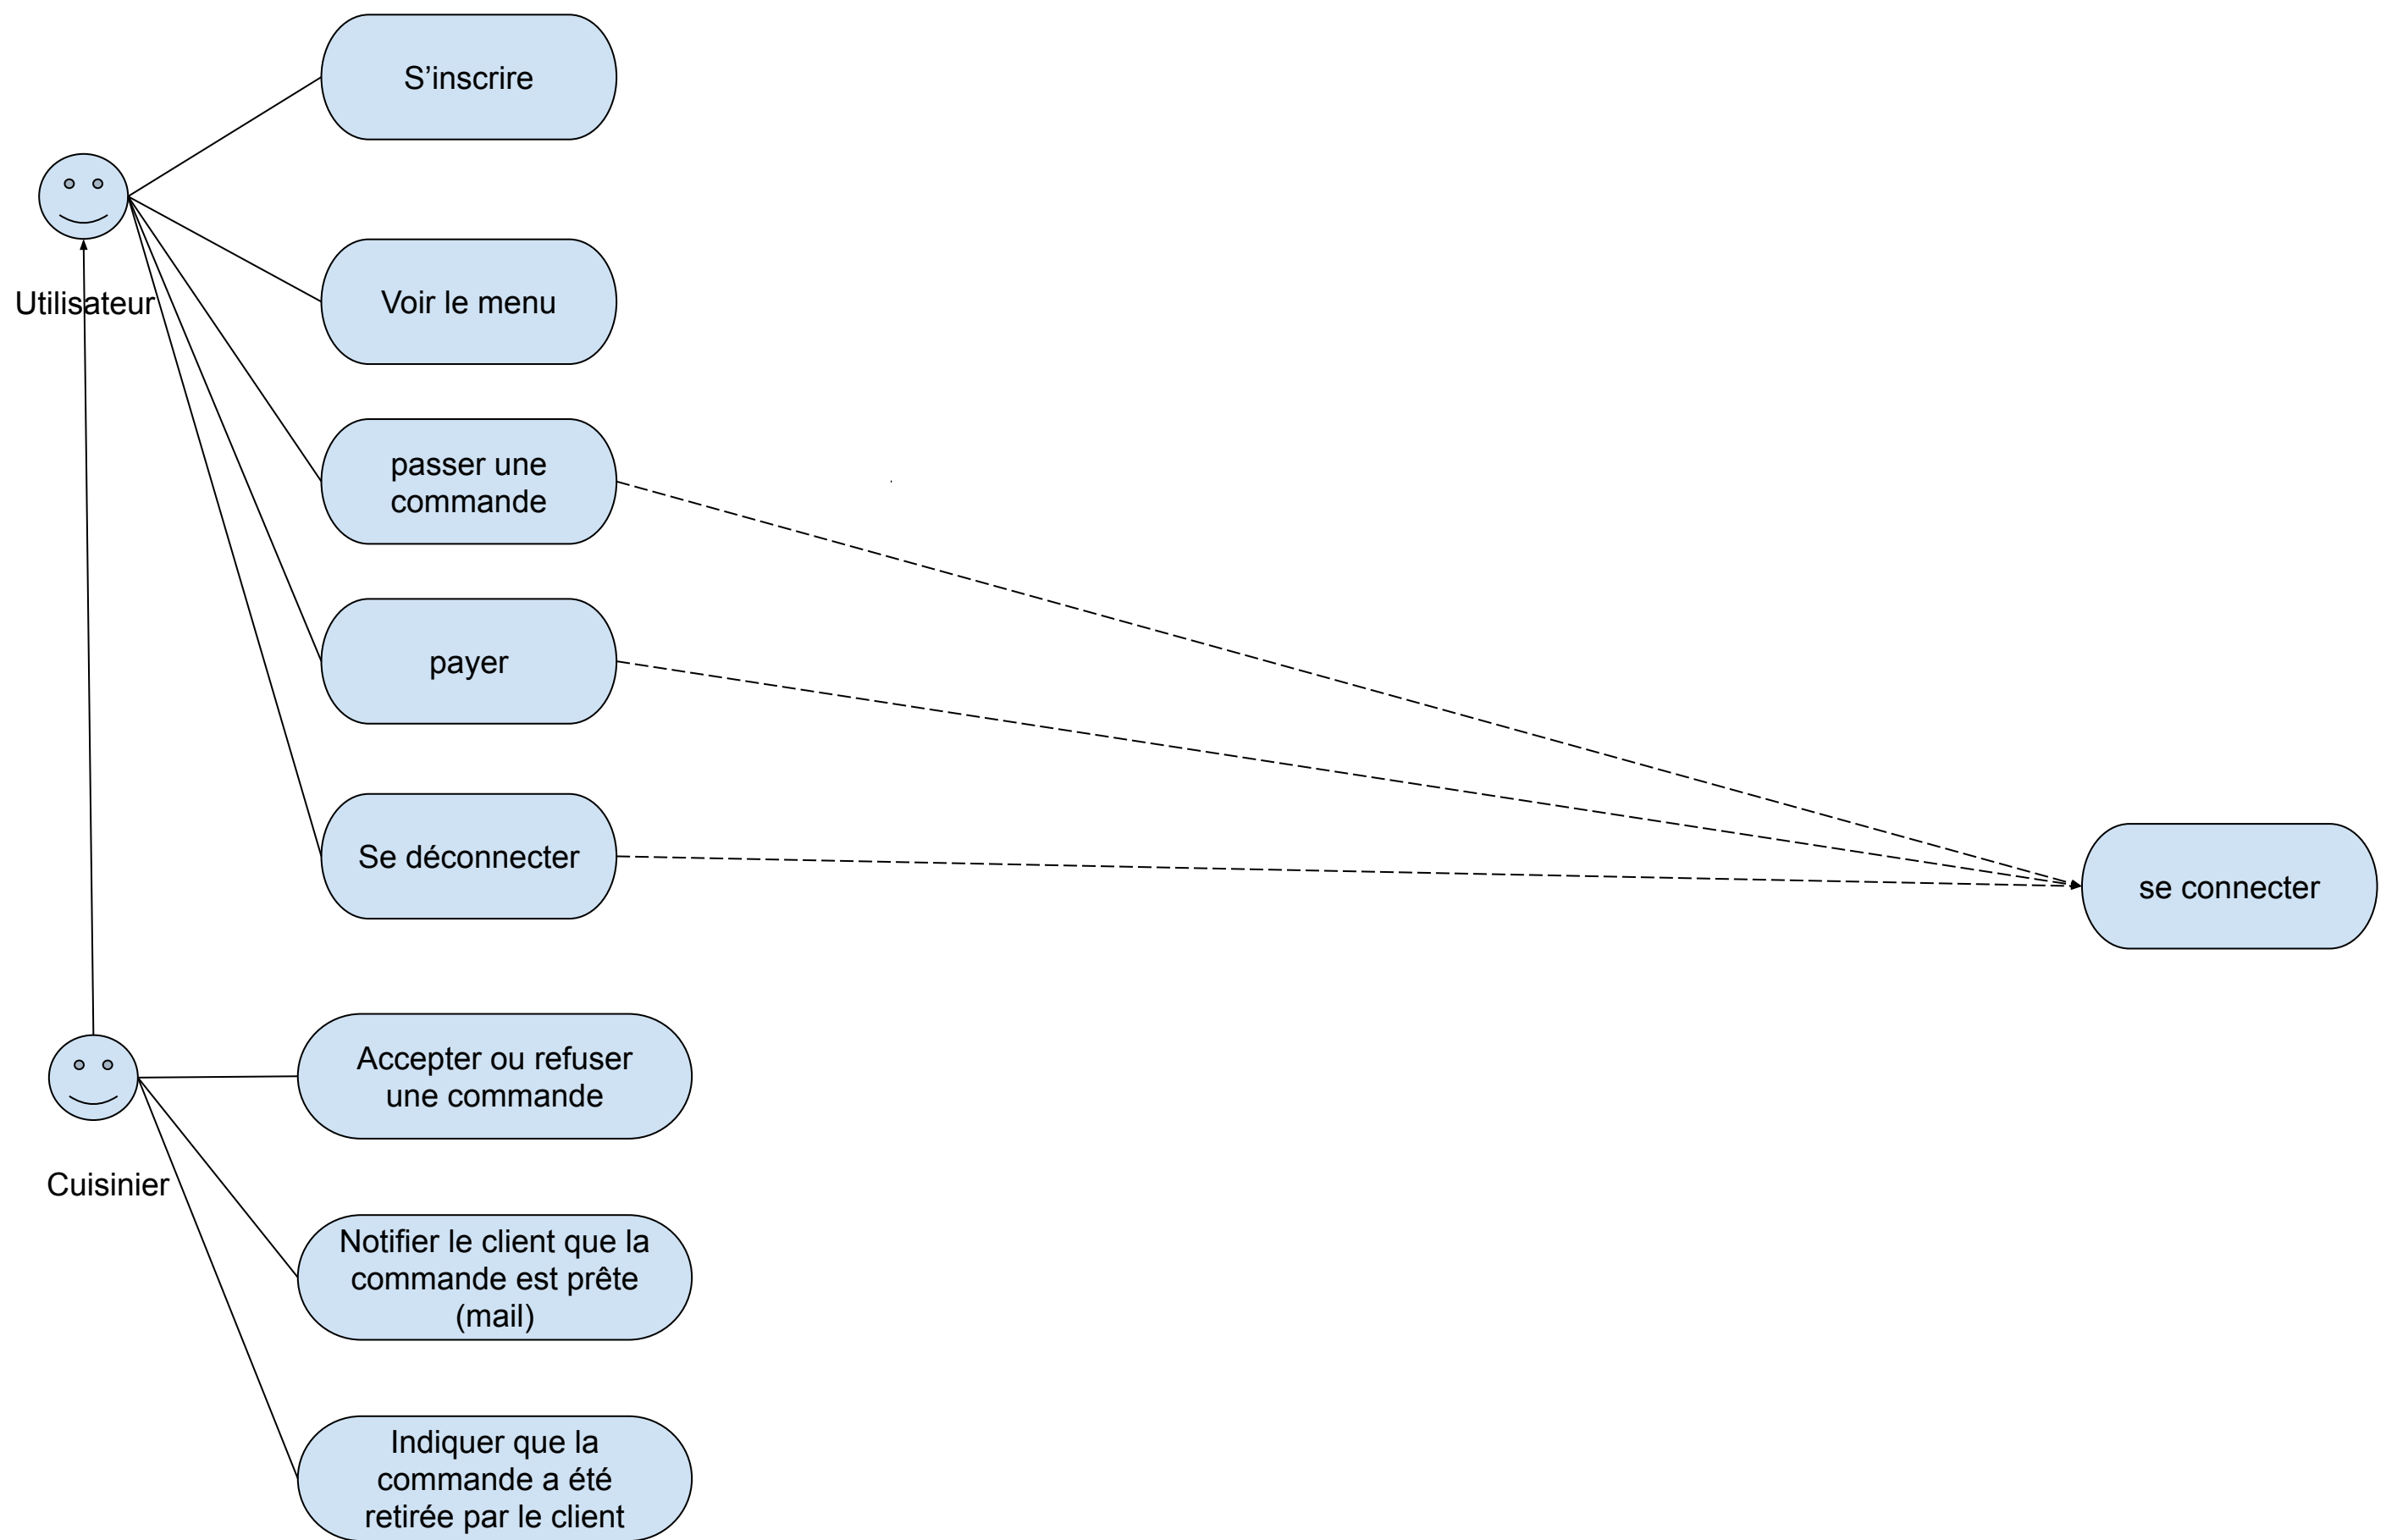 S’inscrire
Utilisateur
Voir le menu
passer une
commande
payer
Se déconnecter
se connecter
Accepter ou refuser
une commande
Cuisinier
Notifier le client que la
commande est prête
(mail)
Indiquer que la
commande a été
retirée par le client